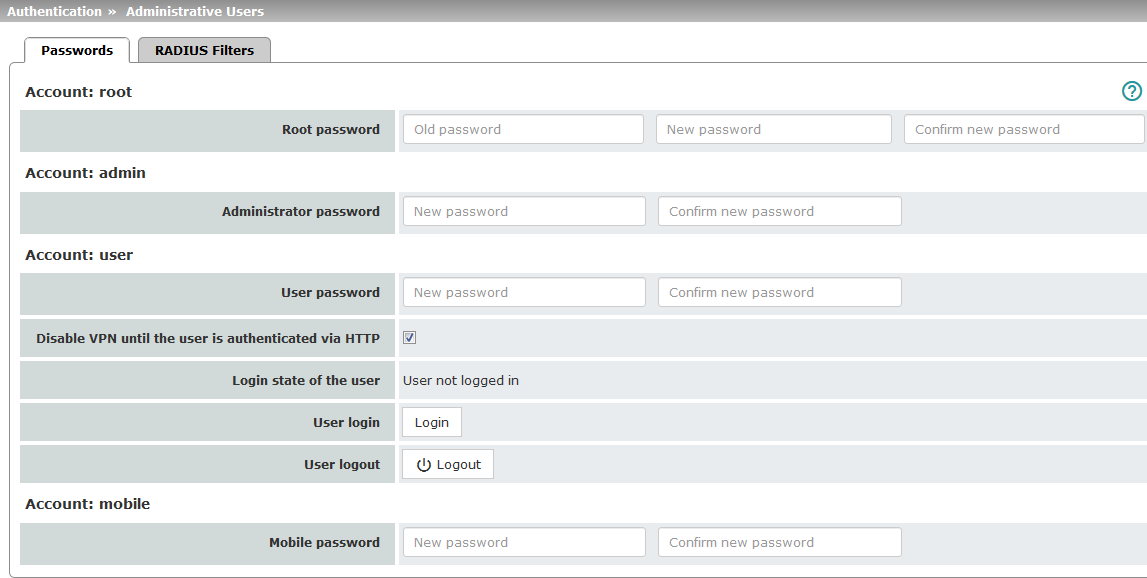 Authentication » Administrative Users
Passwords RADIUS Filters
Account: root
?
Root password Old password New password Confirm new password
Account: admin
Administrator password New password Confirm new password
Account: user
User password New password Confirm new password
Disable VPN until the user is authenticated via HTTP
Login state of the user User not logged in
User login Login
User logout Logout
Account: mobile
Mobile password New password Confirm new password